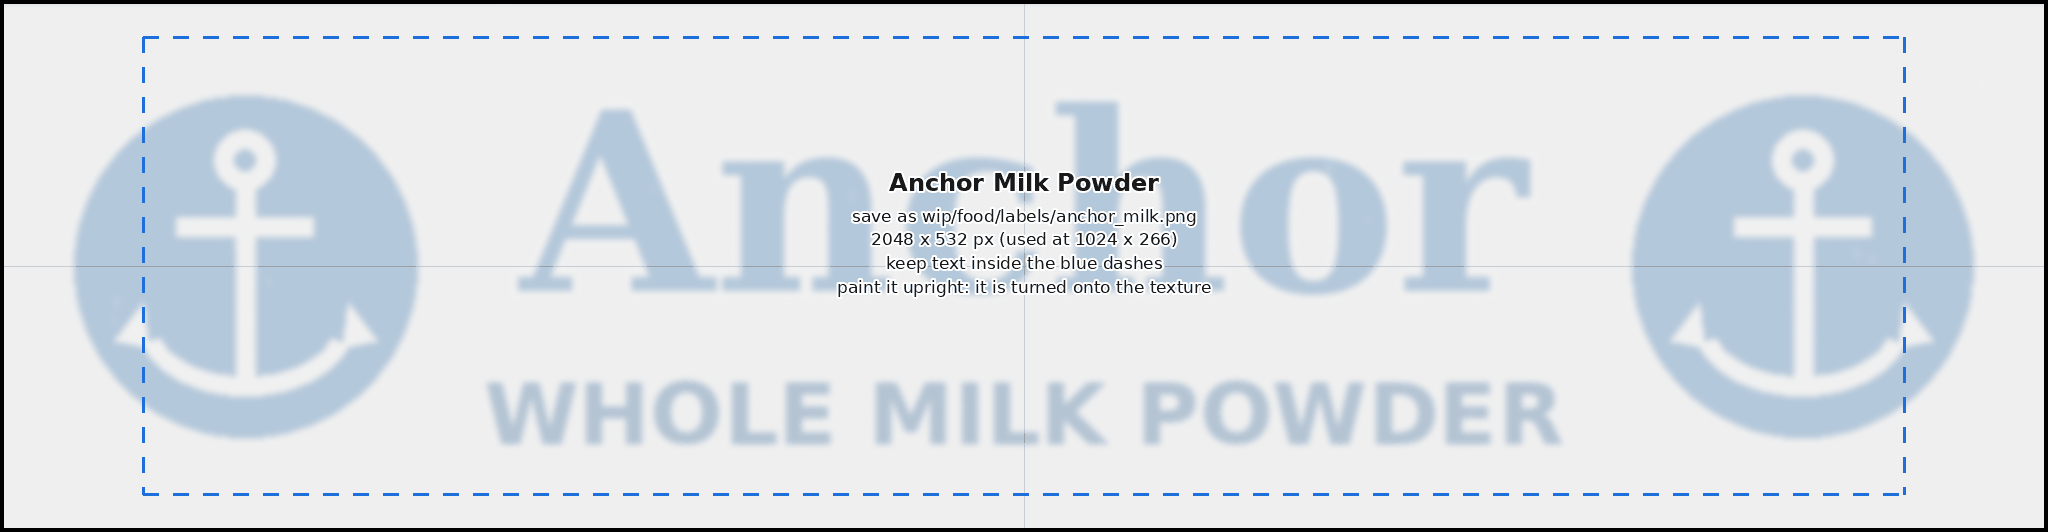 Anchor
Anchor Milk Powder
save as wip/food/labels/anchor_milk.png
2048 x 532 px (used at 1024 x 266)
keep text inside the blue dashes
paint it upright: it is turned onto the texture
WHOLE MILK POWDER